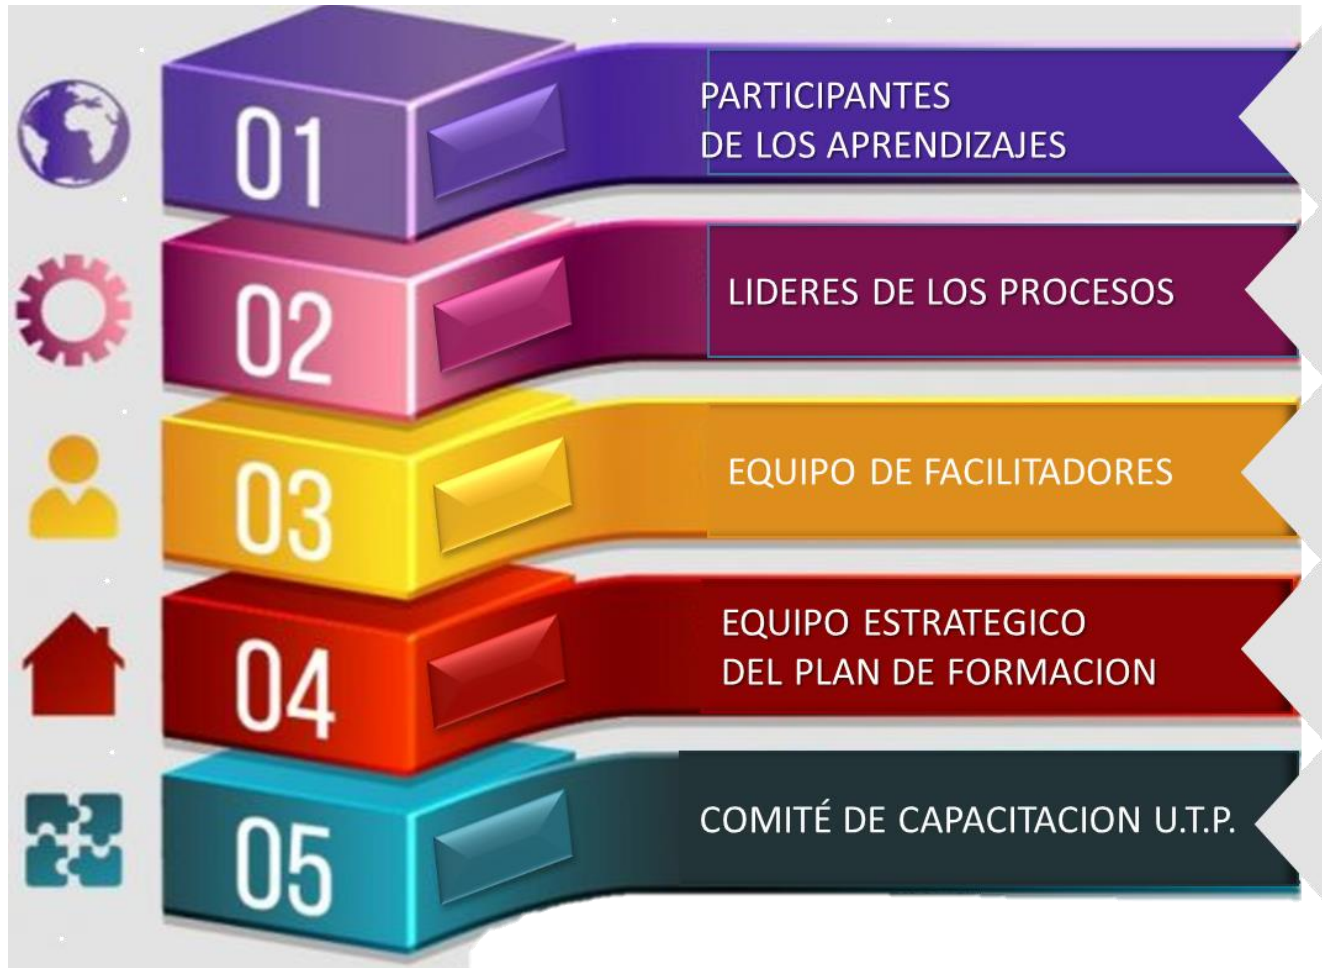 01
PARTICIPANTES
DE LOS APRENDIZAJES
02
LIDERES DE LOS PROCESOS
03
EQUIPO DE FACILITADORES
04
EQUIPO ESTRATEGICO
DEL PLAN DE FORMACION
05
COMITÉ DE CAPACITACION U.T.P.